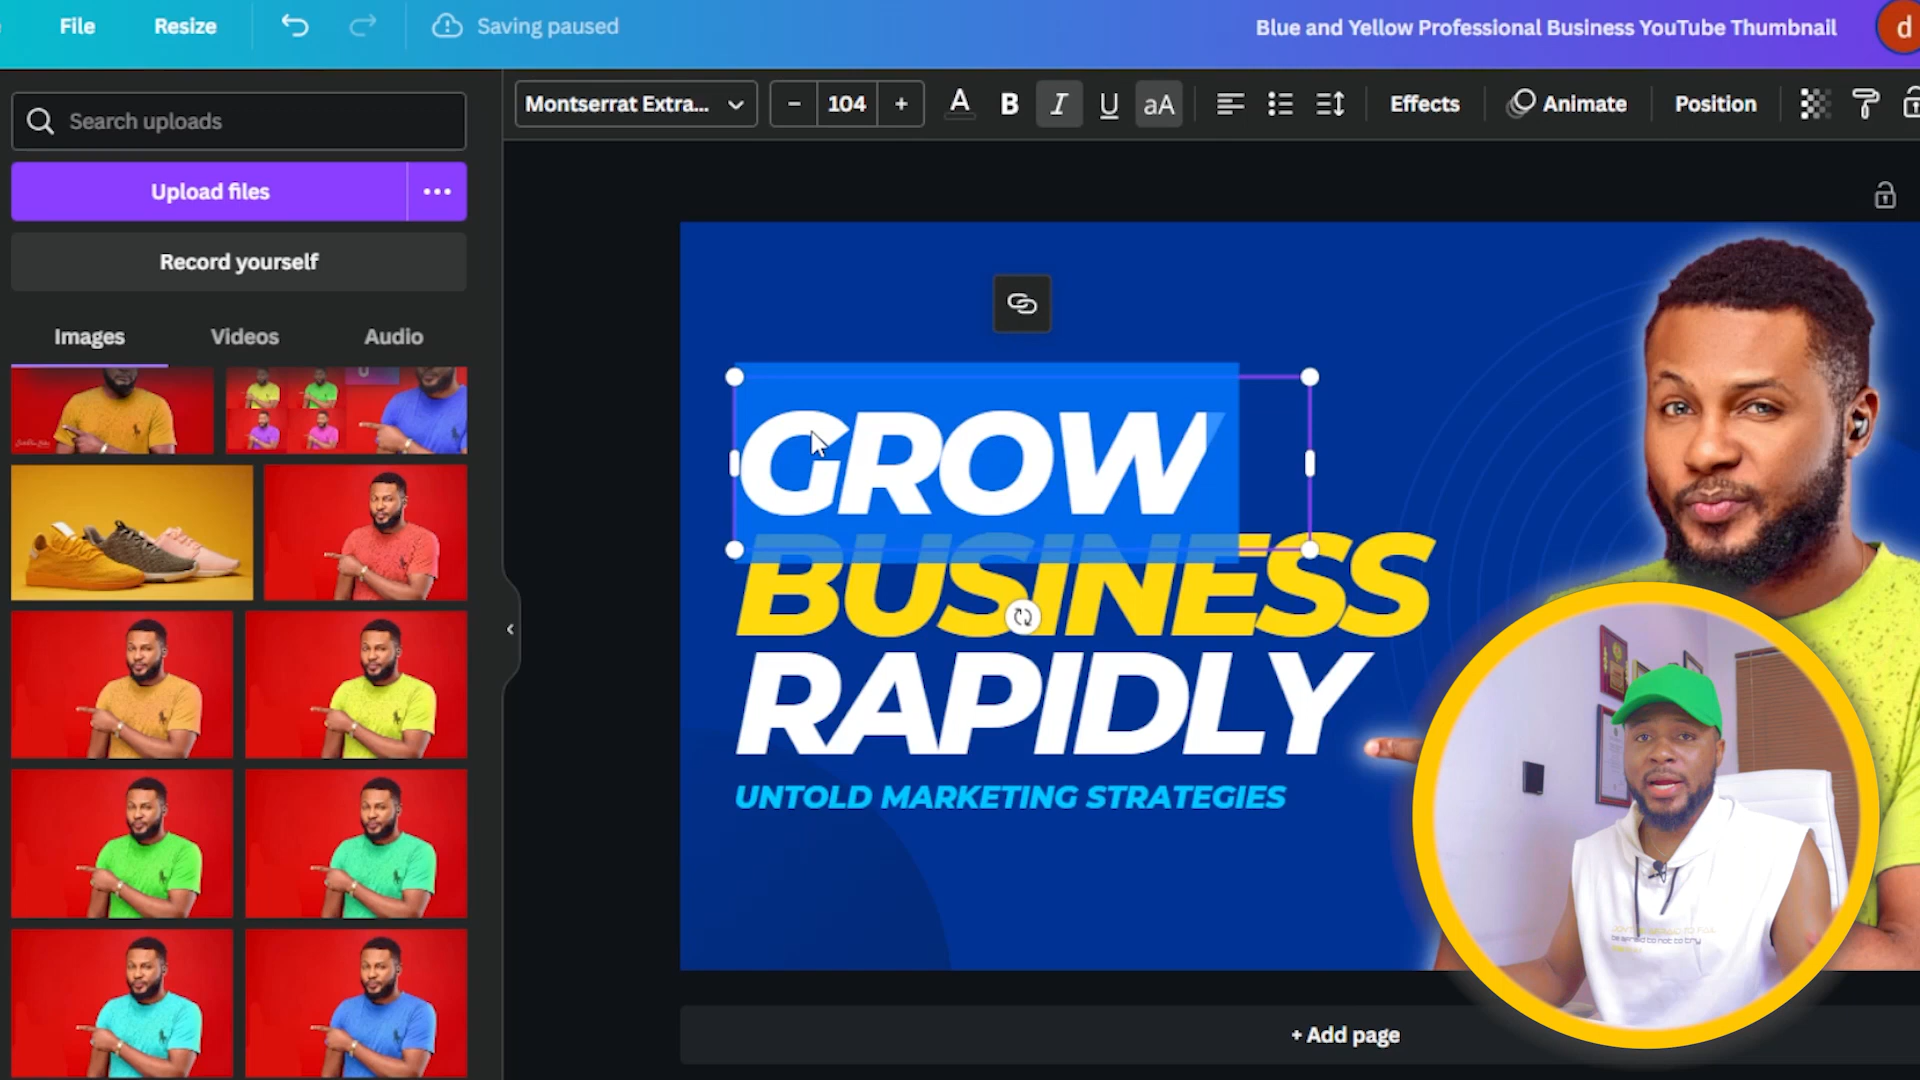 File
Resize
Saving paused
Blue and Yellow Professional Business YouTube Thumbnail
d
Search uploads
Upload files
Record yourself
Images
Videos
Audio
Montserrat Extra...
104
A
B
I
U
aA
Effects
Animate
Position
GROW
BUSINESS
RAPIDLY
UNTOLD MARKETING STRATEGIES
+ Add page